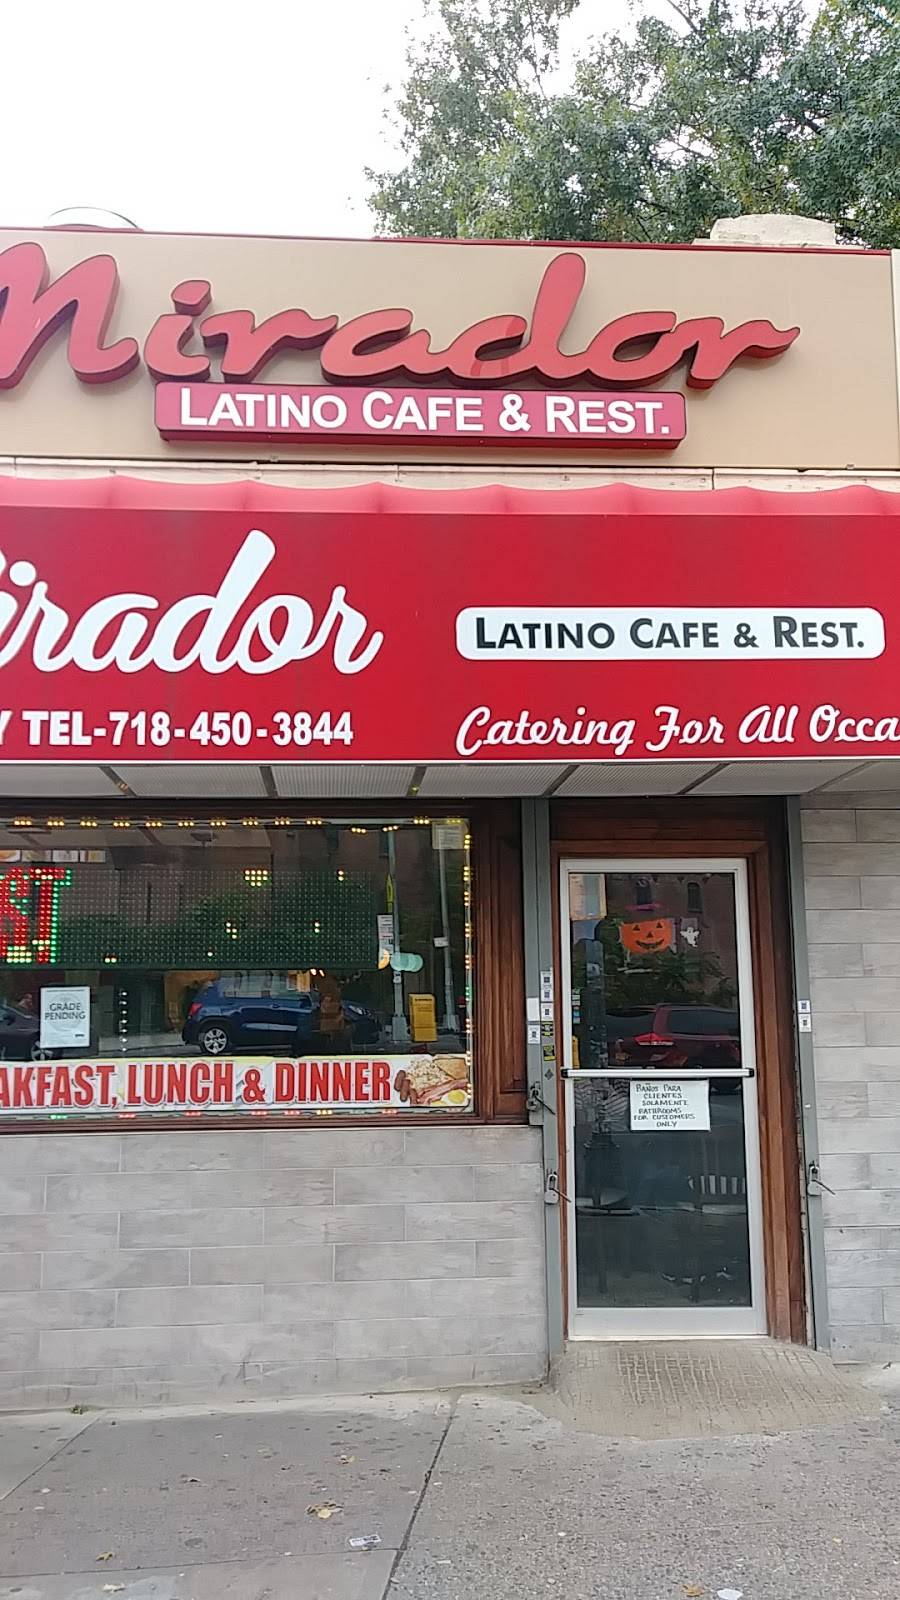 Mirador
LATINO CAFE & REST.
irador
LATINO CAFE & REST.
Y TEL-718-450-3844
Catering For All Occa
ST
GRADE
PENDING
AKFAST, LUNCH & DINNER
BAÑOS PARA
CLIENTES
SOLAMENTE
BATHROOMS
FOR CUSTOMERS
ONLY